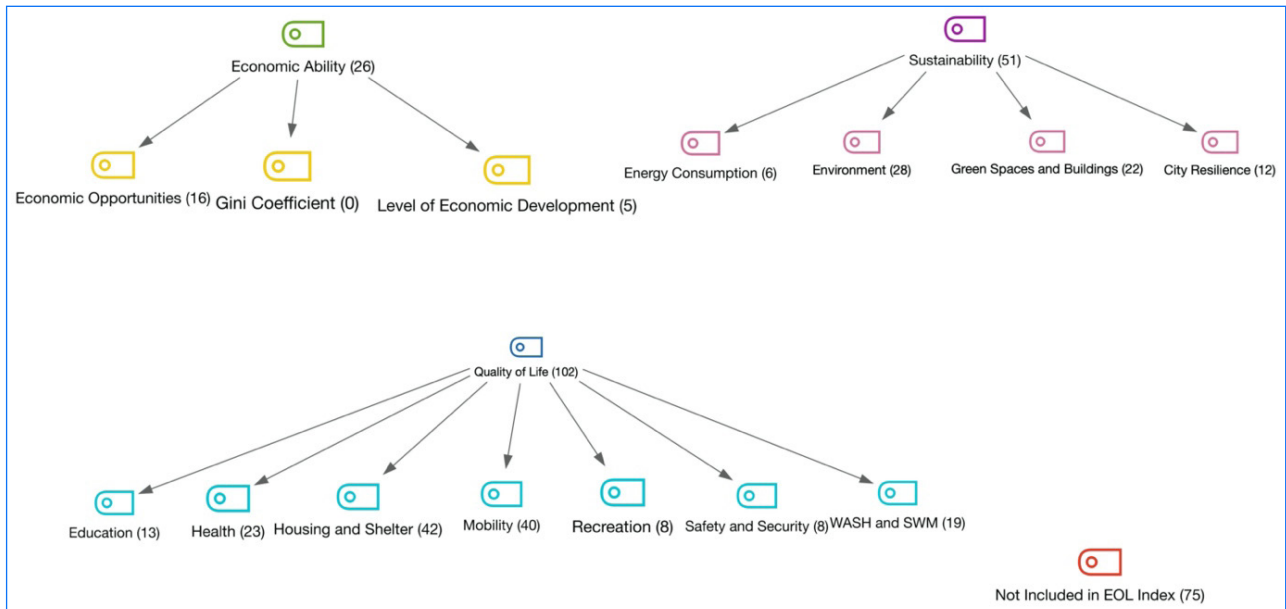 Economic Ability (26)
Sustainability (51)
Economic Opportunities (16)
Gini Coefficient (0)
Level of Economic Development (5)
Energy Consumption (6)
Environment (28)
Green Spaces and Buildings (22)
City Resilience (12)
Quality of Life (102)
Education (13)
Health (23)
Housing and Shelter (42)
Mobility (40)
Recreation (8)
Safety and Security (8)
WASH and SWM (19)
Not Included in EOL Index (75)